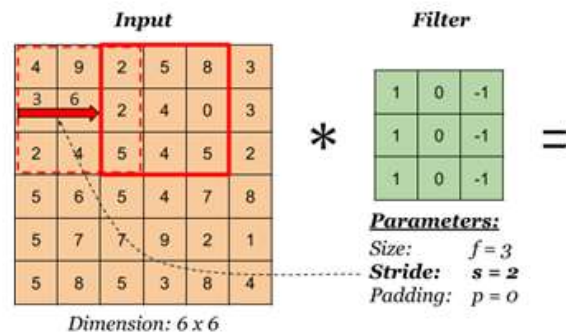 Input
Filter
4 9 2 5 8 3
3 6 2 4 0 3
2 4 5 4 5 2
5 6 5 4 7 8
5 7 7 9 2 1
5 8 5 3 8 4
*
1 0 -1
1 0 -1
1 0 -1
=
Parameters:
Size: f = 3
Stride: s = 2
Padding: p = 0
Dimension: 6 x 6